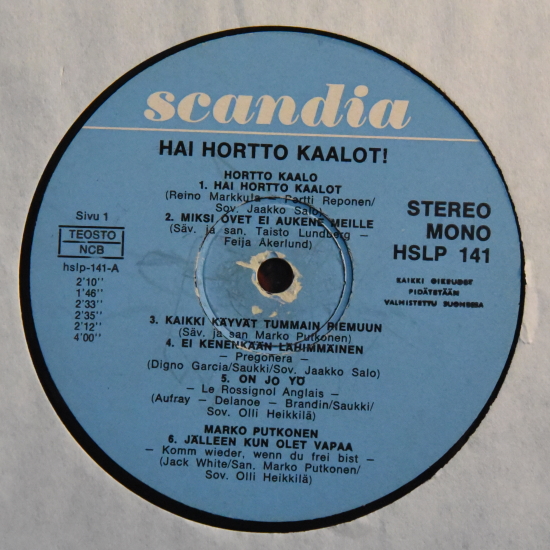 scandia
HAI HORTTO KAALOT!
HORTTO KAALO
1. HAI HORTTO KAALOT
(Reino Markkula — Pertti Reponen/
Sov. Jaakko Salo)
2. MIKSI OVET EI AUKENE MEILLE
(Säv. ja san. Taisto Lundberg —
Feija Åkerlund)
Sivu 1
TEOSTO
NCB
hslp-141-A
2'10"
1'46"
2'33"
2'35"
2'12"
4'00"
STEREO
MONO
HSLP 141
KAIKKI OIKEUDET
PIDÄTETÄÄN
VALMISTETTU SUOMESSA
3. KAIKKI KÄYVÄT TUMMAIN RIEMUUN
(Säv. ja san Marko Putkonen)
4. EI KENENKÄÄN LÄHIMMÄINEN
— Pregonera —
(Digno Garcia/Saukki/Sov. Jaakko Salo)
5. ON JO YÖ
— Le Rossignol Anglais —
(Aufray — Delanoe — Brandin/Saukki/
Sov. Olli Heikkilä)
MARKO PUTKONEN
6. JÄLLEEN KUN OLET VAPAA
— Komm wieder, wenn du frei bist —
(Jack White/San. Marko Putkonen/
Sov. Olli Heikkilä)